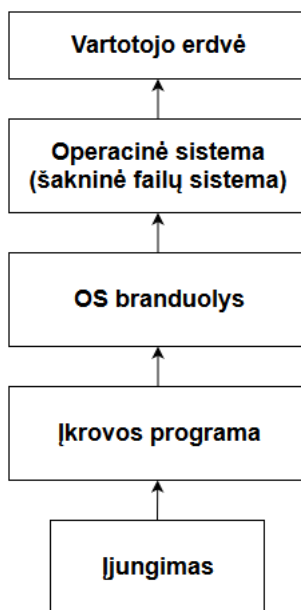 Vartotojo erdvė
Operacinė sistema
(šakninė failų sistema)
OS branduolys
Įkrovos programa
Įjungimas